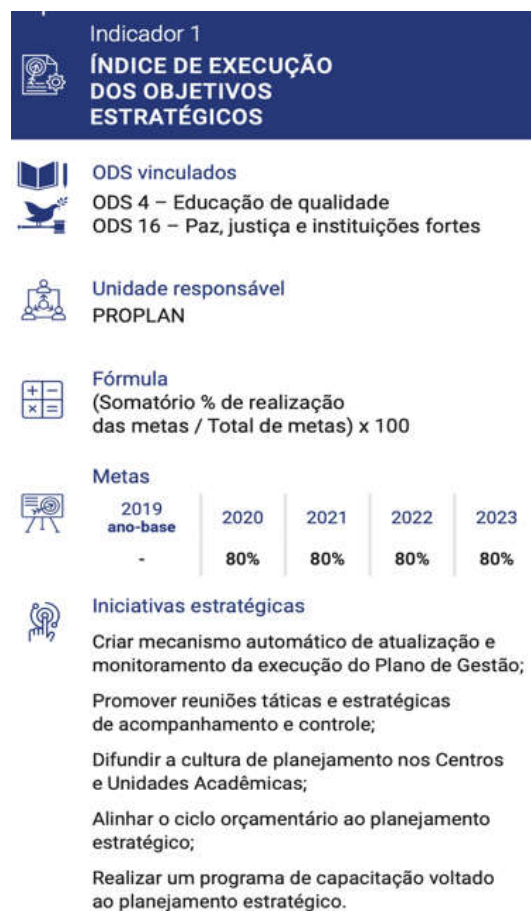 Indicador 1
ÍNDICE DE EXECUÇÃO
DOS OBJETIVOS
ESTRATÉGICOS
ODS vinculados
ODS 4 – Educação de qualidade
ODS 16 – Paz, justiça e instituições fortes
Unidade responsável
PROPLAN
Fórmula
(Somatório % de realização
das metas / Total de metas) x 100
Metas
2019 2020 2021 2022 2023
ano-base
- 80% 80% 80% 80%
Iniciativas estratégicas
Criar mecanismo automático de atualização e
monitoramento da execução do Plano de Gestão;
Promover reuniões táticas e estratégicas
de acompanhamento e controle;
Difundir a cultura de planejamento nos Centros
e Unidades Acadêmicas;
Alinhar o ciclo orçamentário ao planejamento
estratégico;
Realizar um programa de capacitação voltado
ao planejamento estratégico.